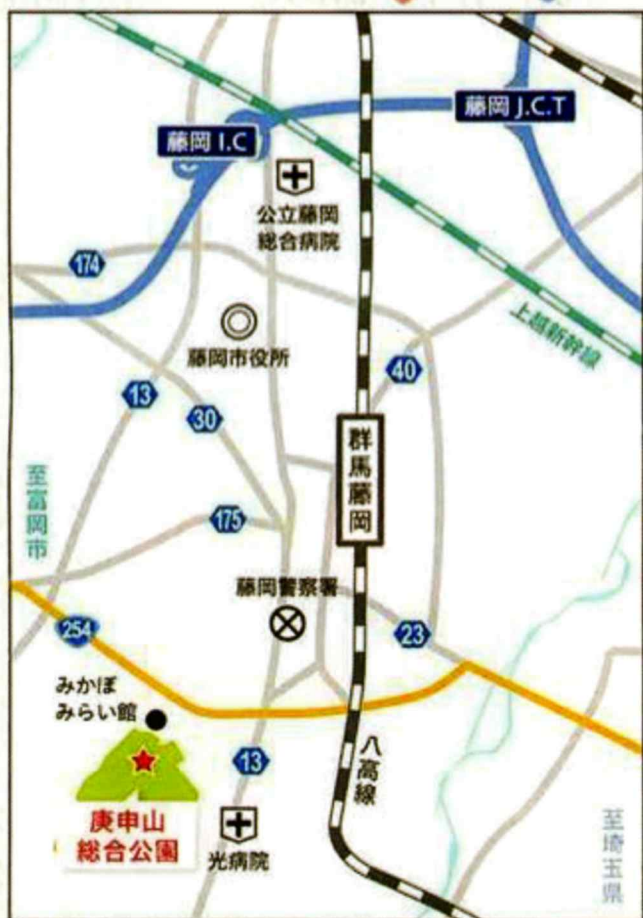 藤岡 J.C.T
藤岡 I.C
公立藤岡
総合病院
174
上越新幹線
藤岡市役所
40
13
30
群馬藤岡
至富岡市
175
藤岡警察署
254
23
みかぼ
みらい館
八高線
13
庚申山
総合公園
光病院
至埼玉県